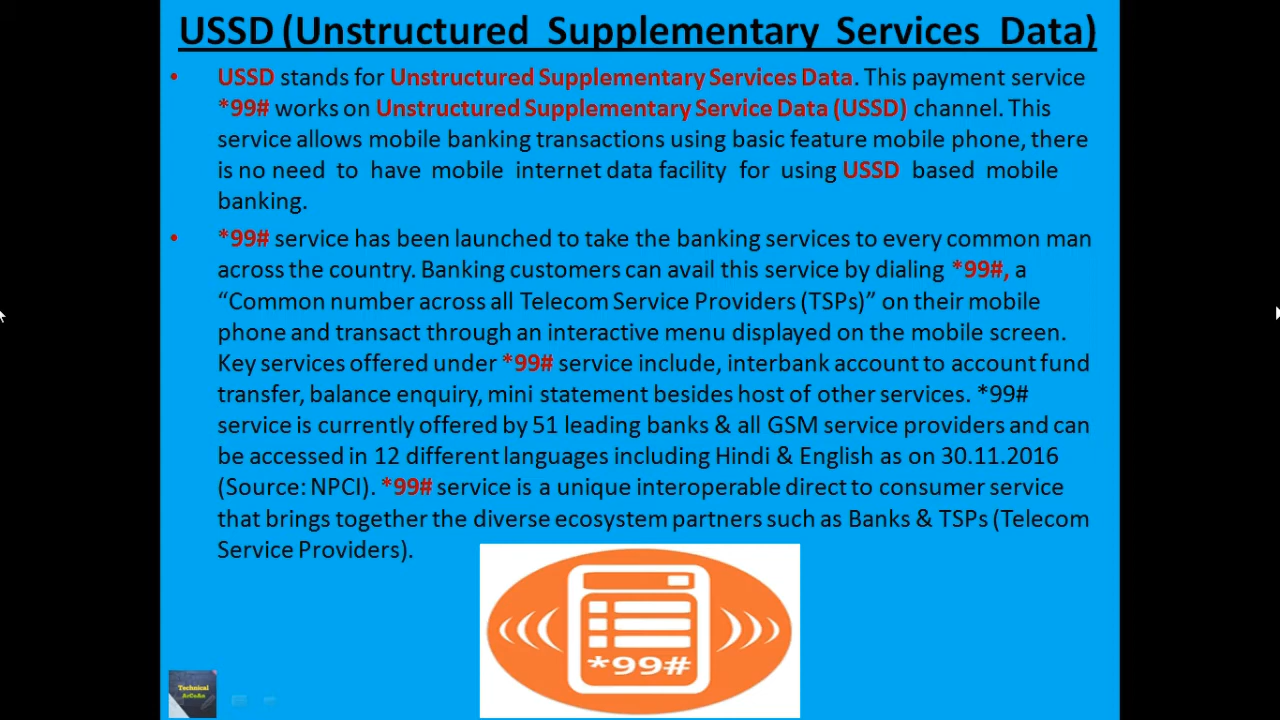 USSD (Unstructured Supplementary Services Data)
• USSD stands for Unstructured Supplementary Services Data. This payment service
*99# works on Unstructured Supplementary Service Data (USSD) channel. This
service allows mobile banking transactions using basic feature mobile phone, there
is no need to have mobile internet data facility for using USSD based mobile
banking.
• *99# service has been launched to take the banking services to every common man
across the country. Banking customers can avail this service by dialing *99#, a
“Common number across all Telecom Service Providers (TSPs)” on their mobile
phone and transact through an interactive menu displayed on the mobile screen.
Key services offered under *99# service include, interbank account to account fund
transfer, balance enquiry, mini statement besides host of other services. *99#
service is currently offered by 51 leading banks & all GSM service providers and can
be accessed in 12 different languages including Hindi & English as on 30.11.2016
(Source: NPCI). *99# service is a unique interoperable direct to consumer service
that brings together the diverse ecosystem partners such as Banks & TSPs (Telecom
Service Providers).
*99#
Technical